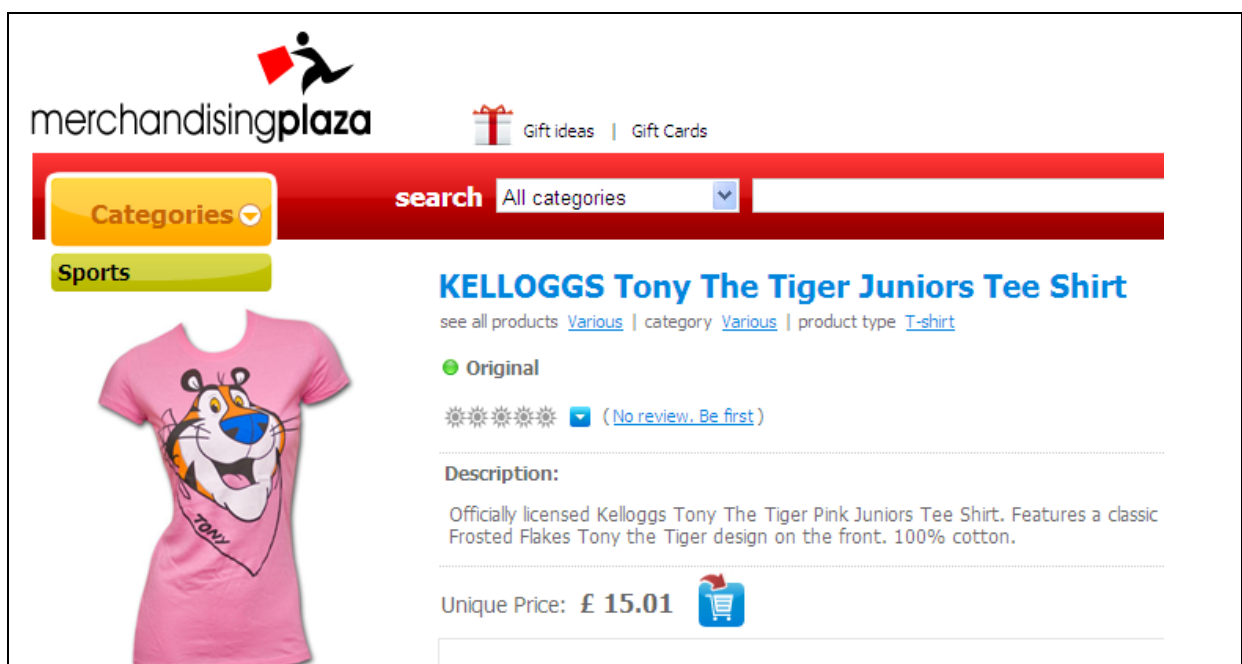 merchandisingplaza
Gift ideas | Gift Cards
Categories
search All categories
Sports
KELLOGGS Tony The Tiger Juniors Tee Shirt
see all products Various | category Various | product type T-shirt
Original
( No review. Be first )
Description:
Officially licensed Kelloggs Tony The Tiger Pink Juniors Tee Shirt. Features a classic
Frosted Flakes Tony the Tiger design on the front. 100% cotton.
TONY
Unique Price: £ 15.01